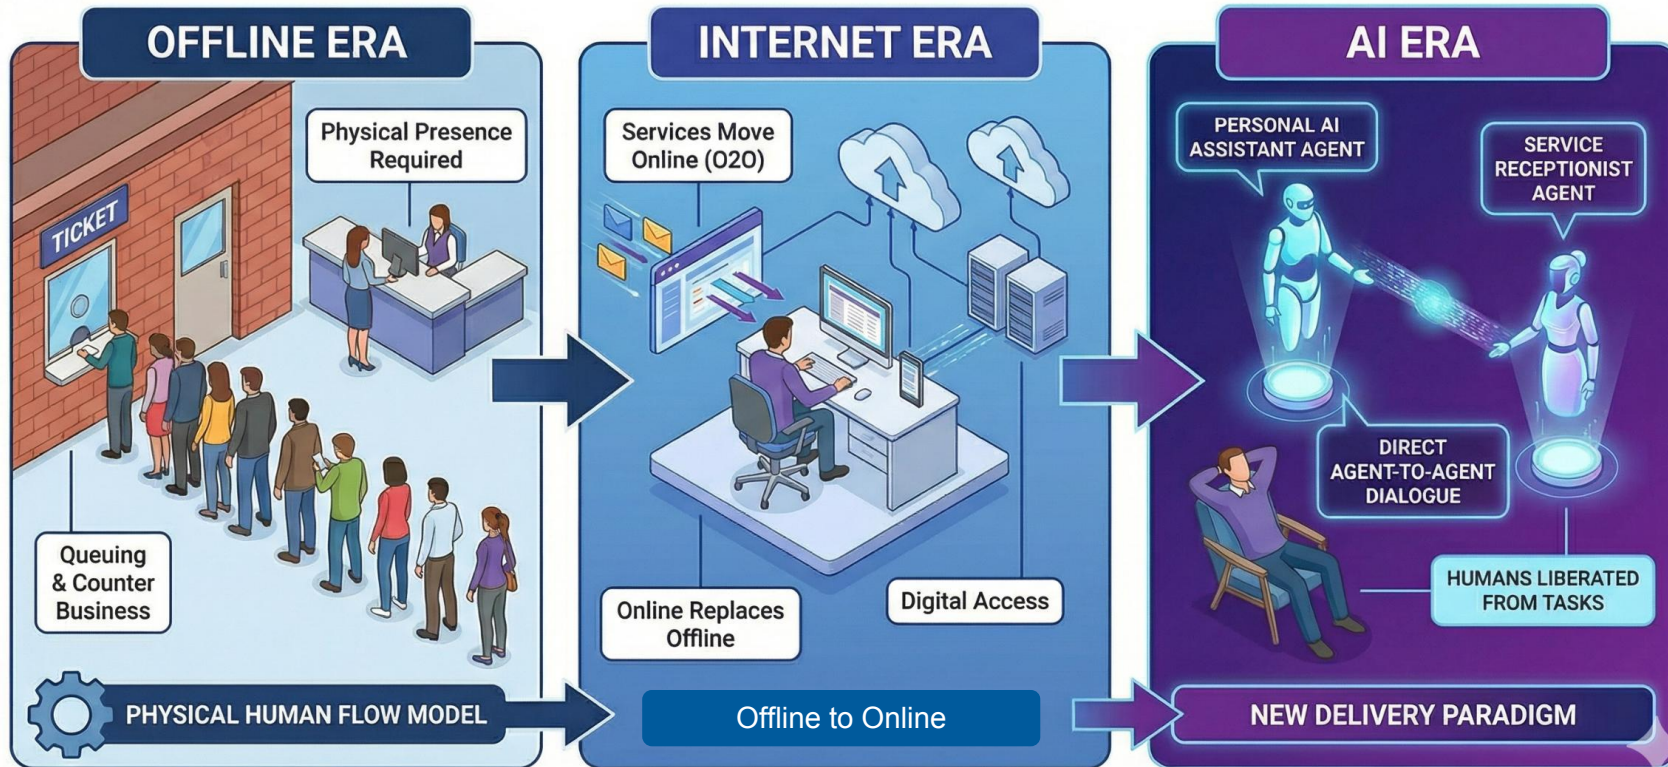 OFFLINE ERA
Physical Presence
Required
TICKET
Queuing
& Counter
Business
PHYSICAL HUMAN FLOW MODEL
INTERNET ERA
Services Move
Online (O2O)
Online Replaces
Offline
Digital Access
Offline to Online
AI ERA
PERSONAL AI
ASSISTANT AGENT
SERVICE
RECEPTIONIST
AGENT
DIRECT
AGENT-TO-AGENT
DIALOGUE
HUMANS LIBERATED
FROM TASKS
NEW DELIVERY PARADIGM